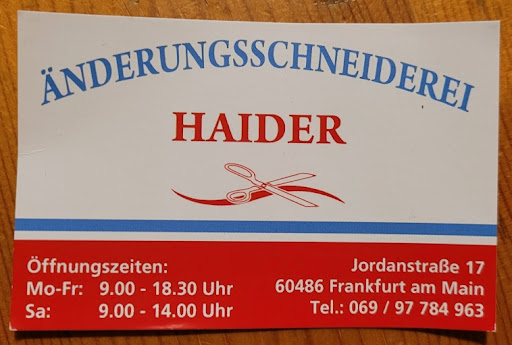 ÄNDERUNGSSCHNEIDEREI
HAIDER
Öffnungszeiten:
Mo-Fr: 9.00 - 18.30 Uhr
Sa: 9.00 - 14.00 Uhr
Jordanstraße 17
60486 Frankfurt am Main
Tel.: 069 / 97 784 963